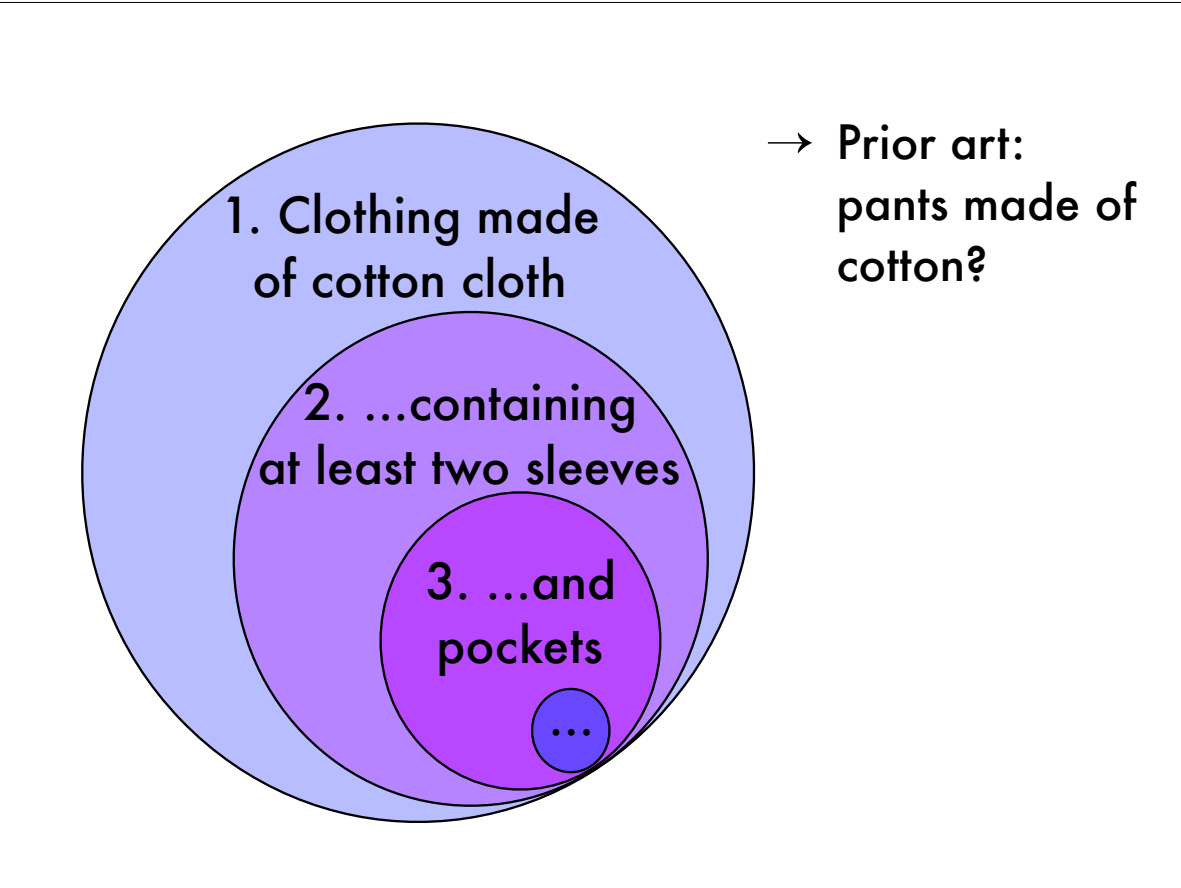 1. Clothing made
of cotton cloth
2. ...containing
at least two sleeves
3. ...and
pockets
...
→ Prior art:
pants made of
cotton?